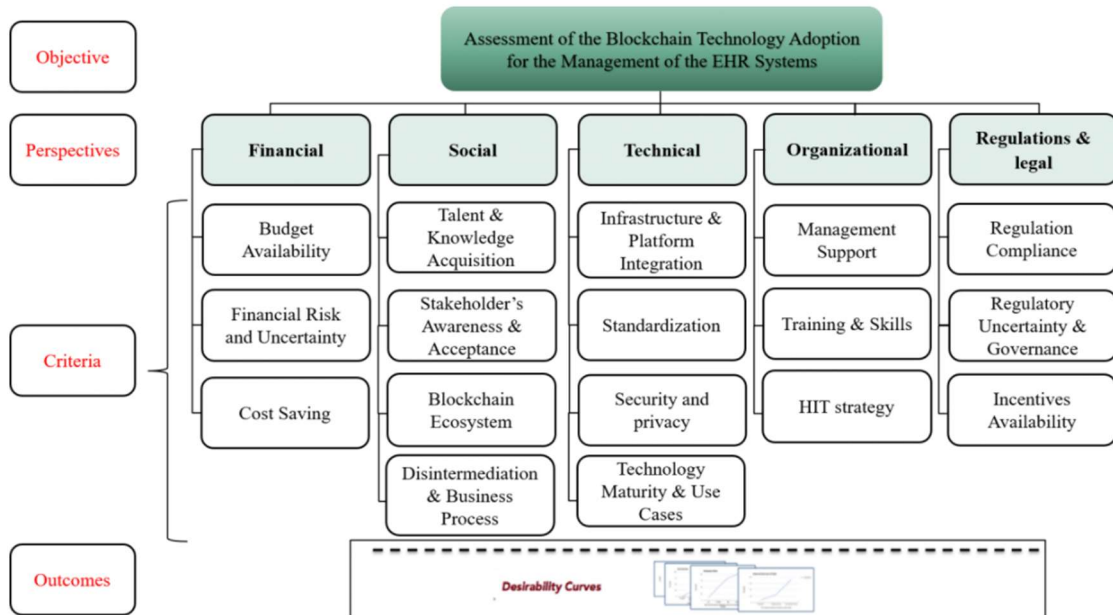 Objective
Assessment of the Blockchain Technology Adoption
for the Management of the EHR Systems
Perspectives
Financial
Social
Technical
Organizational
Regulations &
legal
Criteria
Budget
Availability
Financial Risk
and Uncertainty
Cost Saving
Talent &
Knowledge
Acquisition
Stakeholder’s
Awareness &
Acceptance
Blockchain
Ecosystem
Disintermediation
& Business
Process
Infrastructure &
Platform
Integration
Standardization
Security and
privacy
Technology
Maturity & Use
Cases
Management
Support
Training & Skills
HIT strategy
Regulation
Compliance
Regulatory
Uncertainty &
Governance
Incentives
Availability
Outcomes
Desirability Curves